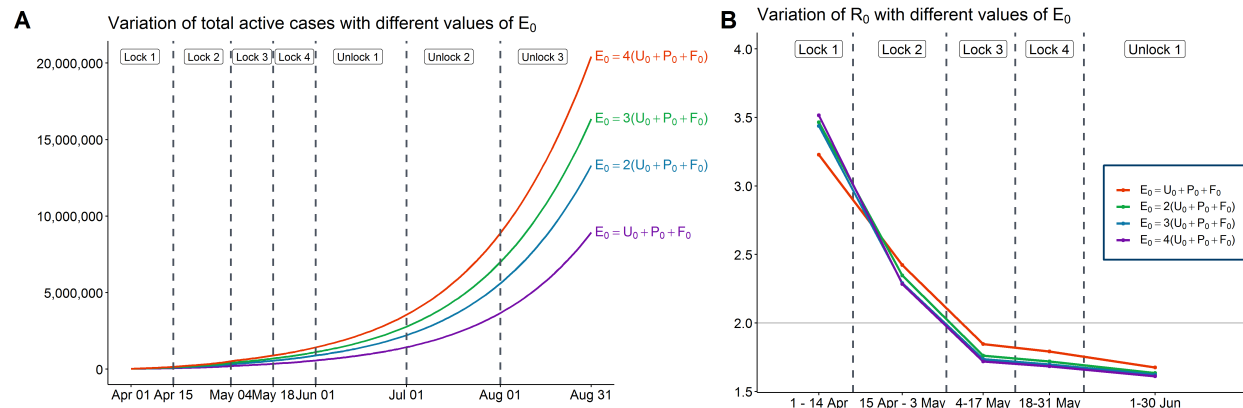 A
Variation of total active cases with different values of E₀
Lock 1
Lock 2
Lock 3
Lock 4
Unlock 1
Unlock 2
Unlock 3
20,000,000
15,000,000
10,000,000
5,000,000
0
E₀ = 4(U₀ + P₀ + F₀)
E₀ = 3(U₀ + P₀ + F₀)
E₀ = 2(U₀ + P₀ + F₀)
E₀ = U₀ + P₀ + F₀
Apr 01
Apr 15
May 04
May 18
Jun 01
Jul 01
Aug 01
Aug 31
B
Variation of R₀ with different values of E₀
Lock 1
Lock 2
Lock 3
Lock 4
Unlock 1
4.0
3.5
3.0
2.5
2.0
1.5
E₀ = U₀ + P₀ + F₀
E₀ = 2(U₀ + P₀ + F₀)
E₀ = 3(U₀ + P₀ + F₀)
E₀ = 4(U₀ + P₀ + F₀)
1 - 14 Apr
15 Apr - 3 May
4-17 May
18-31 May
1-30 Jun